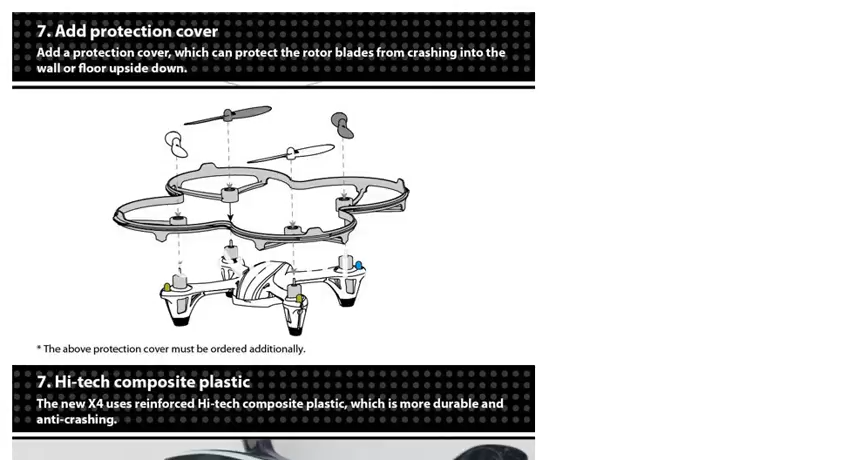 7. Add protection cover
Add a protection cover, which can protect the rotor blades from crashing into the
wall or floor upside down.
* The above protection cover must be ordered additionally.
7. Hi-tech composite plastic
The new X4 uses reinforced Hi-tech composite plastic, which is more durable and
anti-crashing.